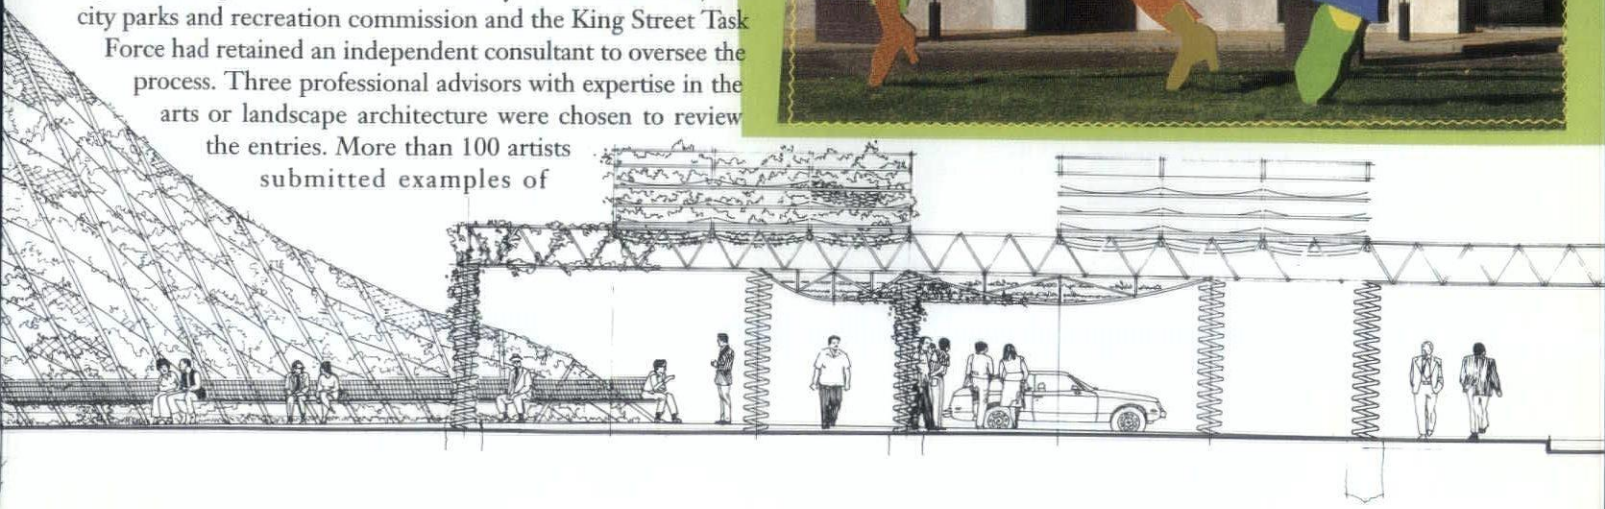 city parks and recreation commission and the King Street Task
Force had retained an independent consultant to oversee the
process. Three professional advisors with expertise in the
arts or landscape architecture were chosen to review
the entries. More than 100 artists
submitted examples of